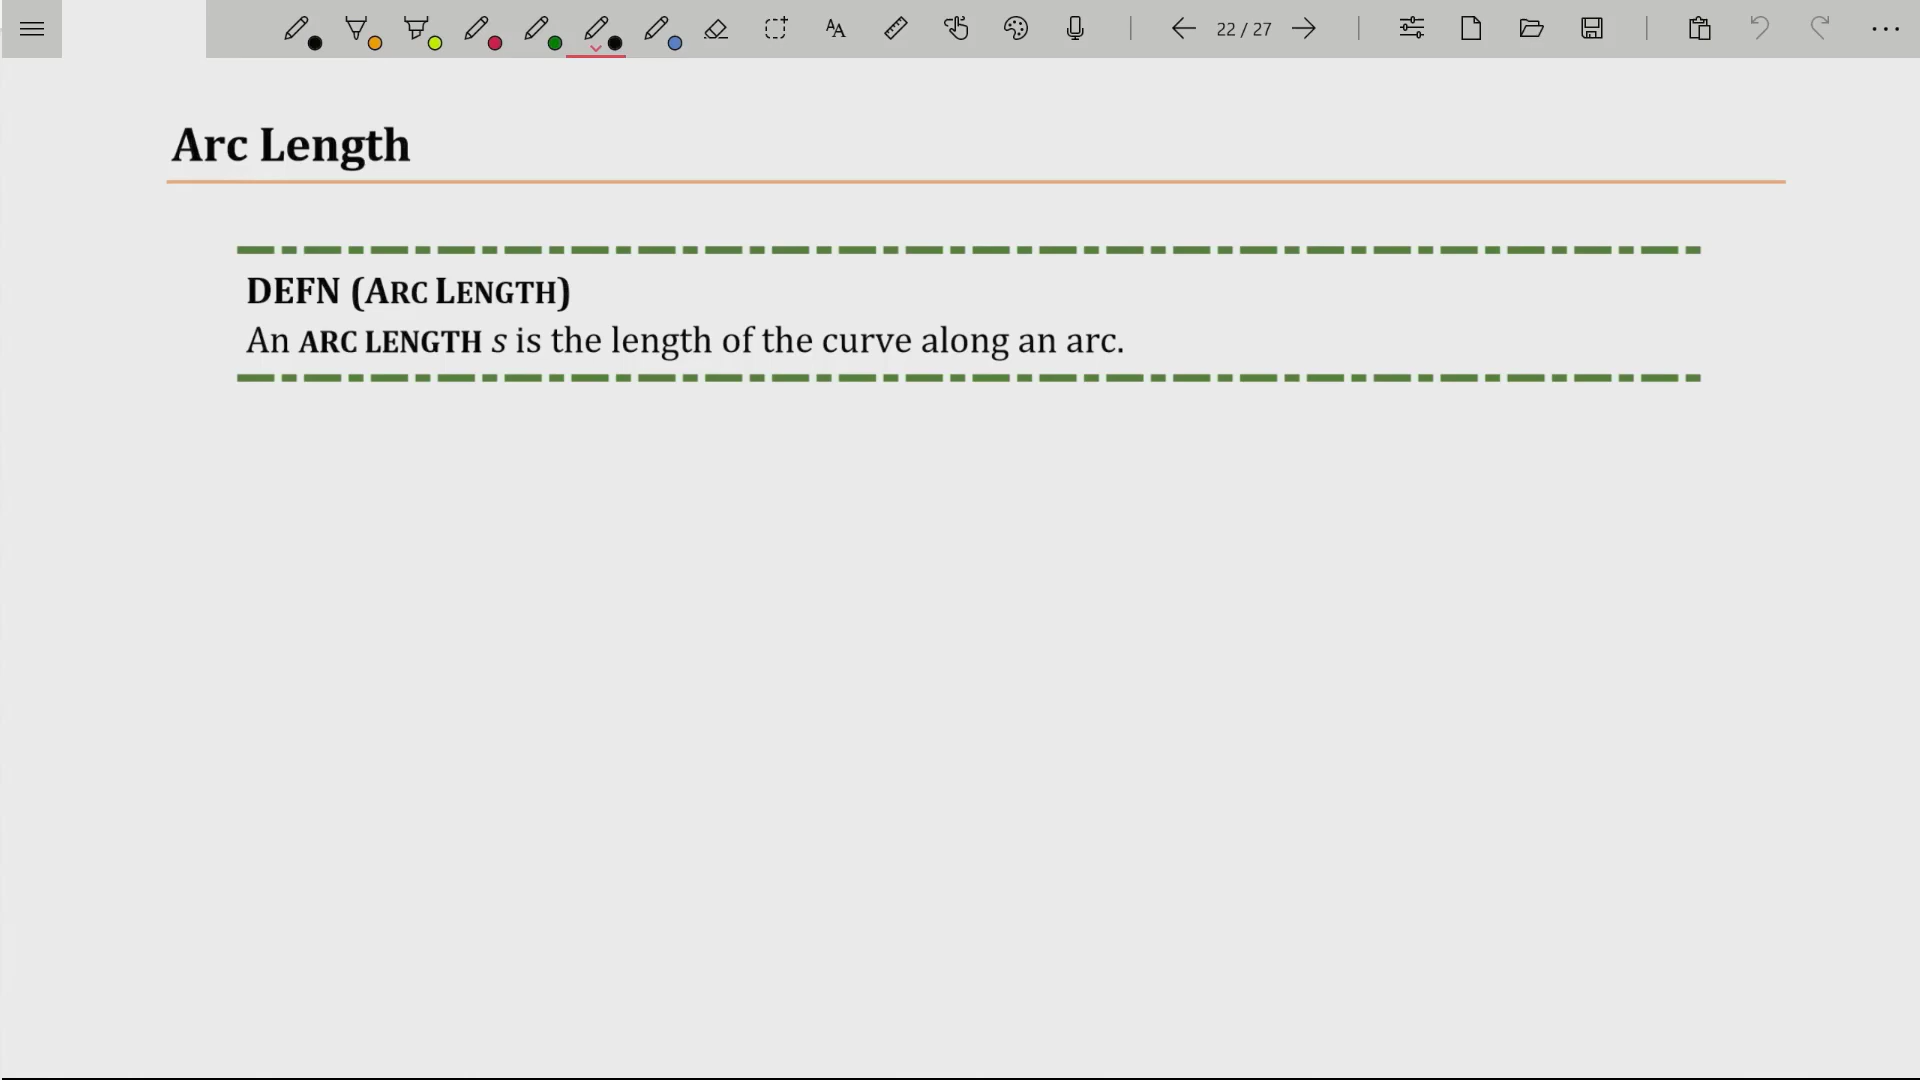 22 / 27
Arc Length
DEFN (ARC LENGTH)
An ARC LENGTH s is the length of the curve along an arc.